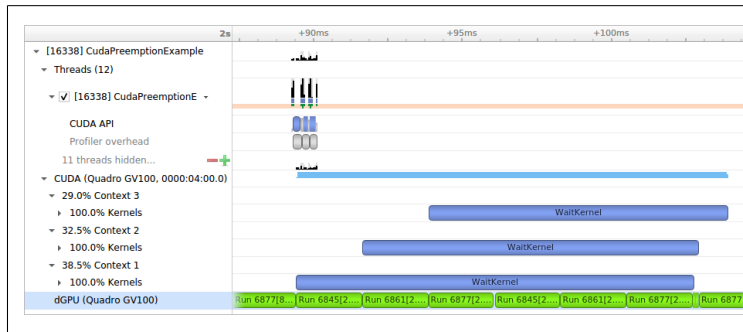 2s +90ms +95ms +100ms
[16338] CudaPreemptionExample
Threads (12)
[16338] CudaPreemptionE
CUDA API
Profiler overhead
11 threads hidden...
CUDA (Quadro GV100, 0000:04:00.0)
29.0% Context 3
100.0% Kernels WaitKernel
32.5% Context 2
100.0% Kernels WaitKernel
38.5% Context 1
100.0% Kernels WaitKernel
dGPU (Quadro GV100) Run 6877[8... Run 6845[2.... Run 6861[2.... Run 6877[2.... Run 6845[2.... Run 6861[2.... Run 6877[2.... Run 6877